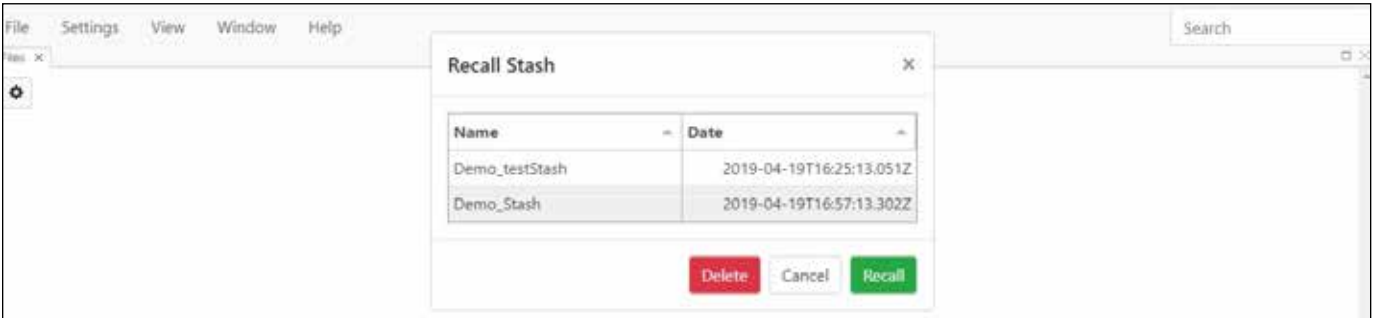 File Settings View Window Help Search
Files
Recall Stash
Name Date
Demo_testStash 2019-04-19T16:25:13.051Z
Demo_Stash 2019-04-19T16:57:13.302Z
Delete Cancel Recall